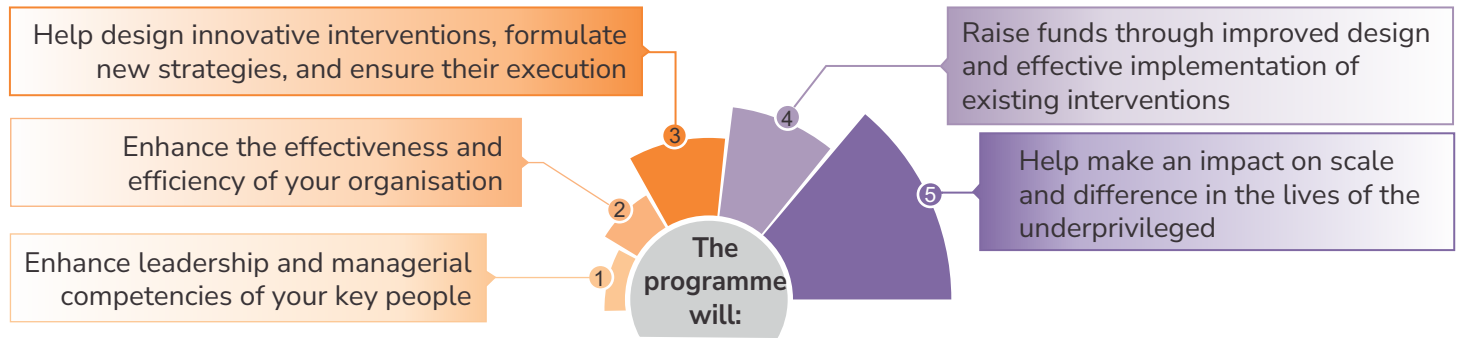 The
programme
will:
1
Enhance leadership and managerial
competencies of your key people
2
Enhance the effectiveness and
efficiency of your organisation
3
Help design innovative interventions, formulate
new strategies, and ensure their execution
4
Raise funds through improved design
and effective implementation of
existing interventions
5
Help make an impact on scale
and difference in the lives of the
underprivileged